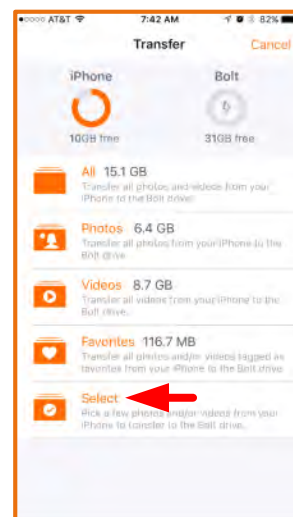 AT&T 7:42 AM 82%
Transfer Cancel
iPhone Bolt
10GB free 31GB free
All 15.1 GB
Transfer all photos and videos from your
iPhone to the Bolt drive.
Photos 6.4 GB
Transfer all photos from your iPhone to the
Bolt drive.
Videos 8.7 GB
Transfer all videos from your iPhone to the
Bolt drive.
Favorites 116.7 MB
Transfer all photos and/or videos tagged as
favorites from your iPhone to the Bolt drive.
Select
Pick a few photos and/or videos from your
iPhone to transfer to the Bolt drive.